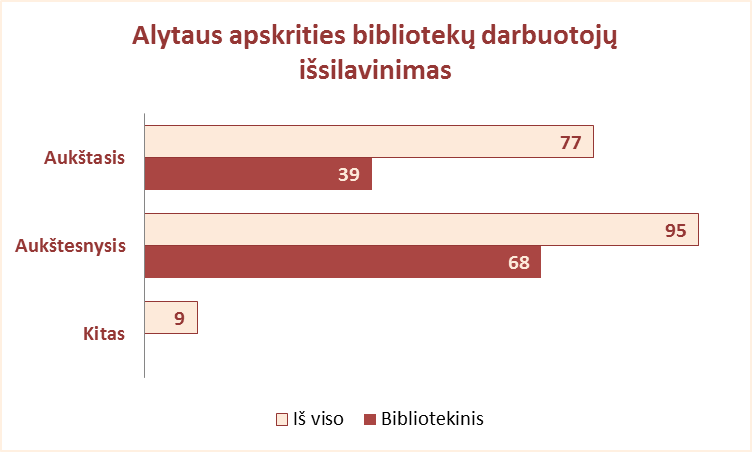 Alytaus apskrities bibliotekų darbuotojų
išsilavinimas
Aukštasis
77
39
Aukštesnysis
95
68
Kitas
9
Iš viso
Bibliotekinis